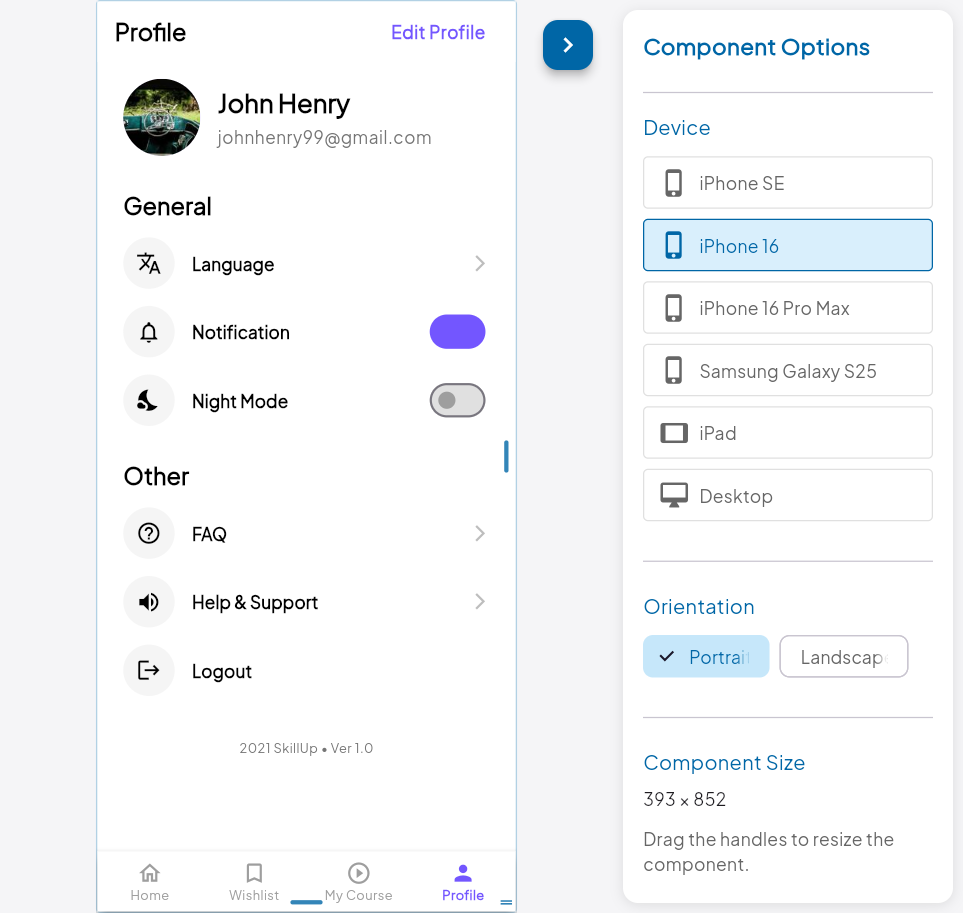 Profile
Edit Profile
John Henry
johnhenry99@gmail.com
General
Language
Notification
Night Mode
Other
FAQ
Help & Support
Logout
2021 SkillUp • Ver 1.0
Home
Wishlist
My Course
Profile
Component Options
Device
iPhone SE
iPhone 16
iPhone 16 Pro Max
Samsung Galaxy S25
iPad
Desktop
Orientation
Portrait
Landscap
Component Size
393 × 852
Drag the handles to resize the
component.